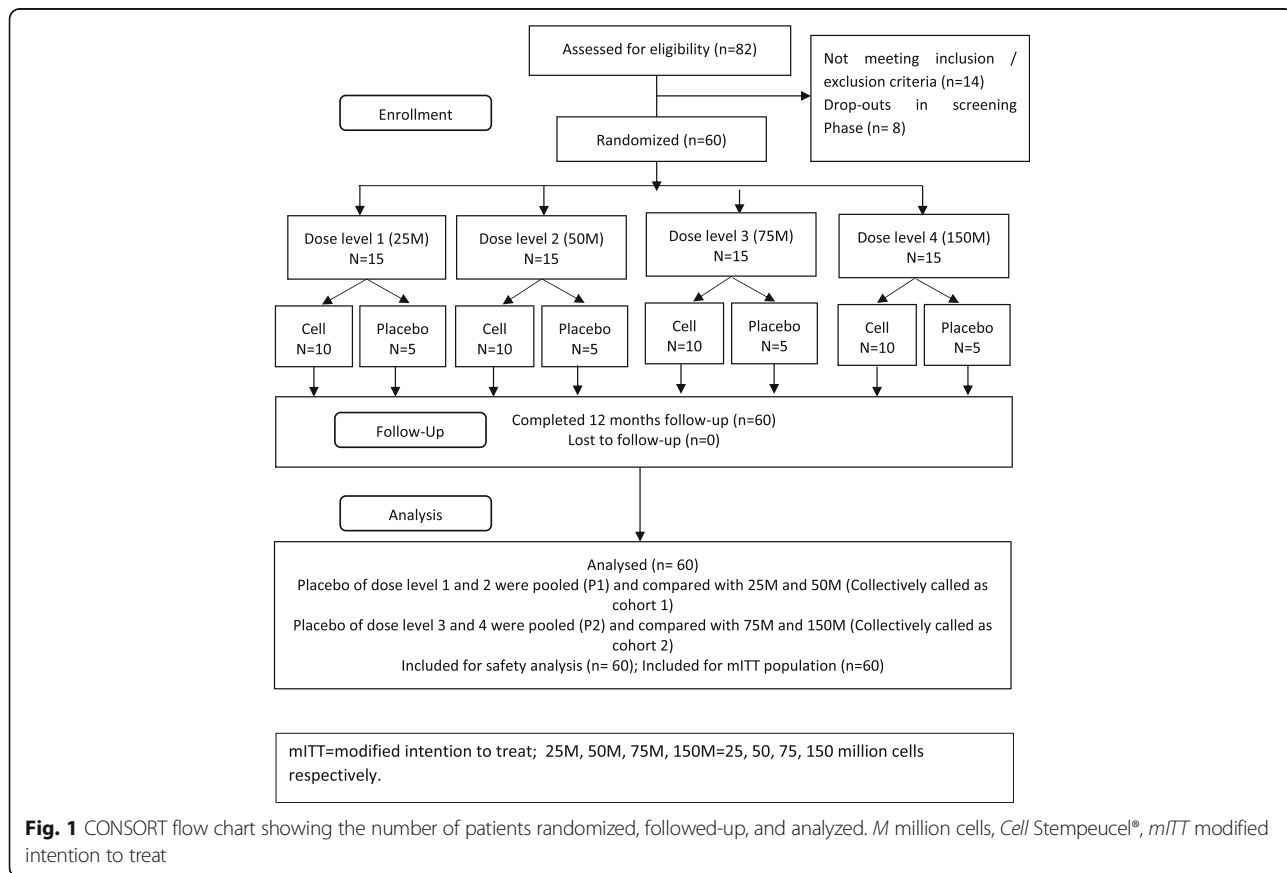 Assessed for eligibility (n=82)
Not meeting inclusion /
exclusion criteria (n=14)
Drop-outs in screening
Phase (n= 8)
Enrollment
Randomized (n=60)
Dose level 1 (25M)
N=15
Dose level 2 (50M)
N=15
Dose level 3 (75M)
N=15
Dose level 4 (150M)
N=15
Cell
N=10
Placebo
N=5
Cell
N=10
Placebo
N=5
Cell
N=10
Placebo
N=5
Cell
N=10
Placebo
N=5
Follow-Up
Completed 12 months follow-up (n=60)
Lost to follow-up (n=0)
Analysis
Analysed (n= 60)
Placebo of dose level 1 and 2 were pooled (P1) and compared with 25M and 50M (Collectively called as
cohort 1)
Placebo of dose level 3 and 4 were pooled (P2) and compared with 75M and 150M (Collectively called as
cohort 2)
Included for safety analysis (n= 60); Included for mITT population (n=60)
mITT=modified intention to treat; 25M, 50M, 75M, 150M=25, 50, 75, 150 million cells
respectively.
Fig. 1 CONSORT flow chart showing the number of patients randomized, followed-up, and analyzed. M million cells, Cell Stempeucel®, mITT modified
intention to treat